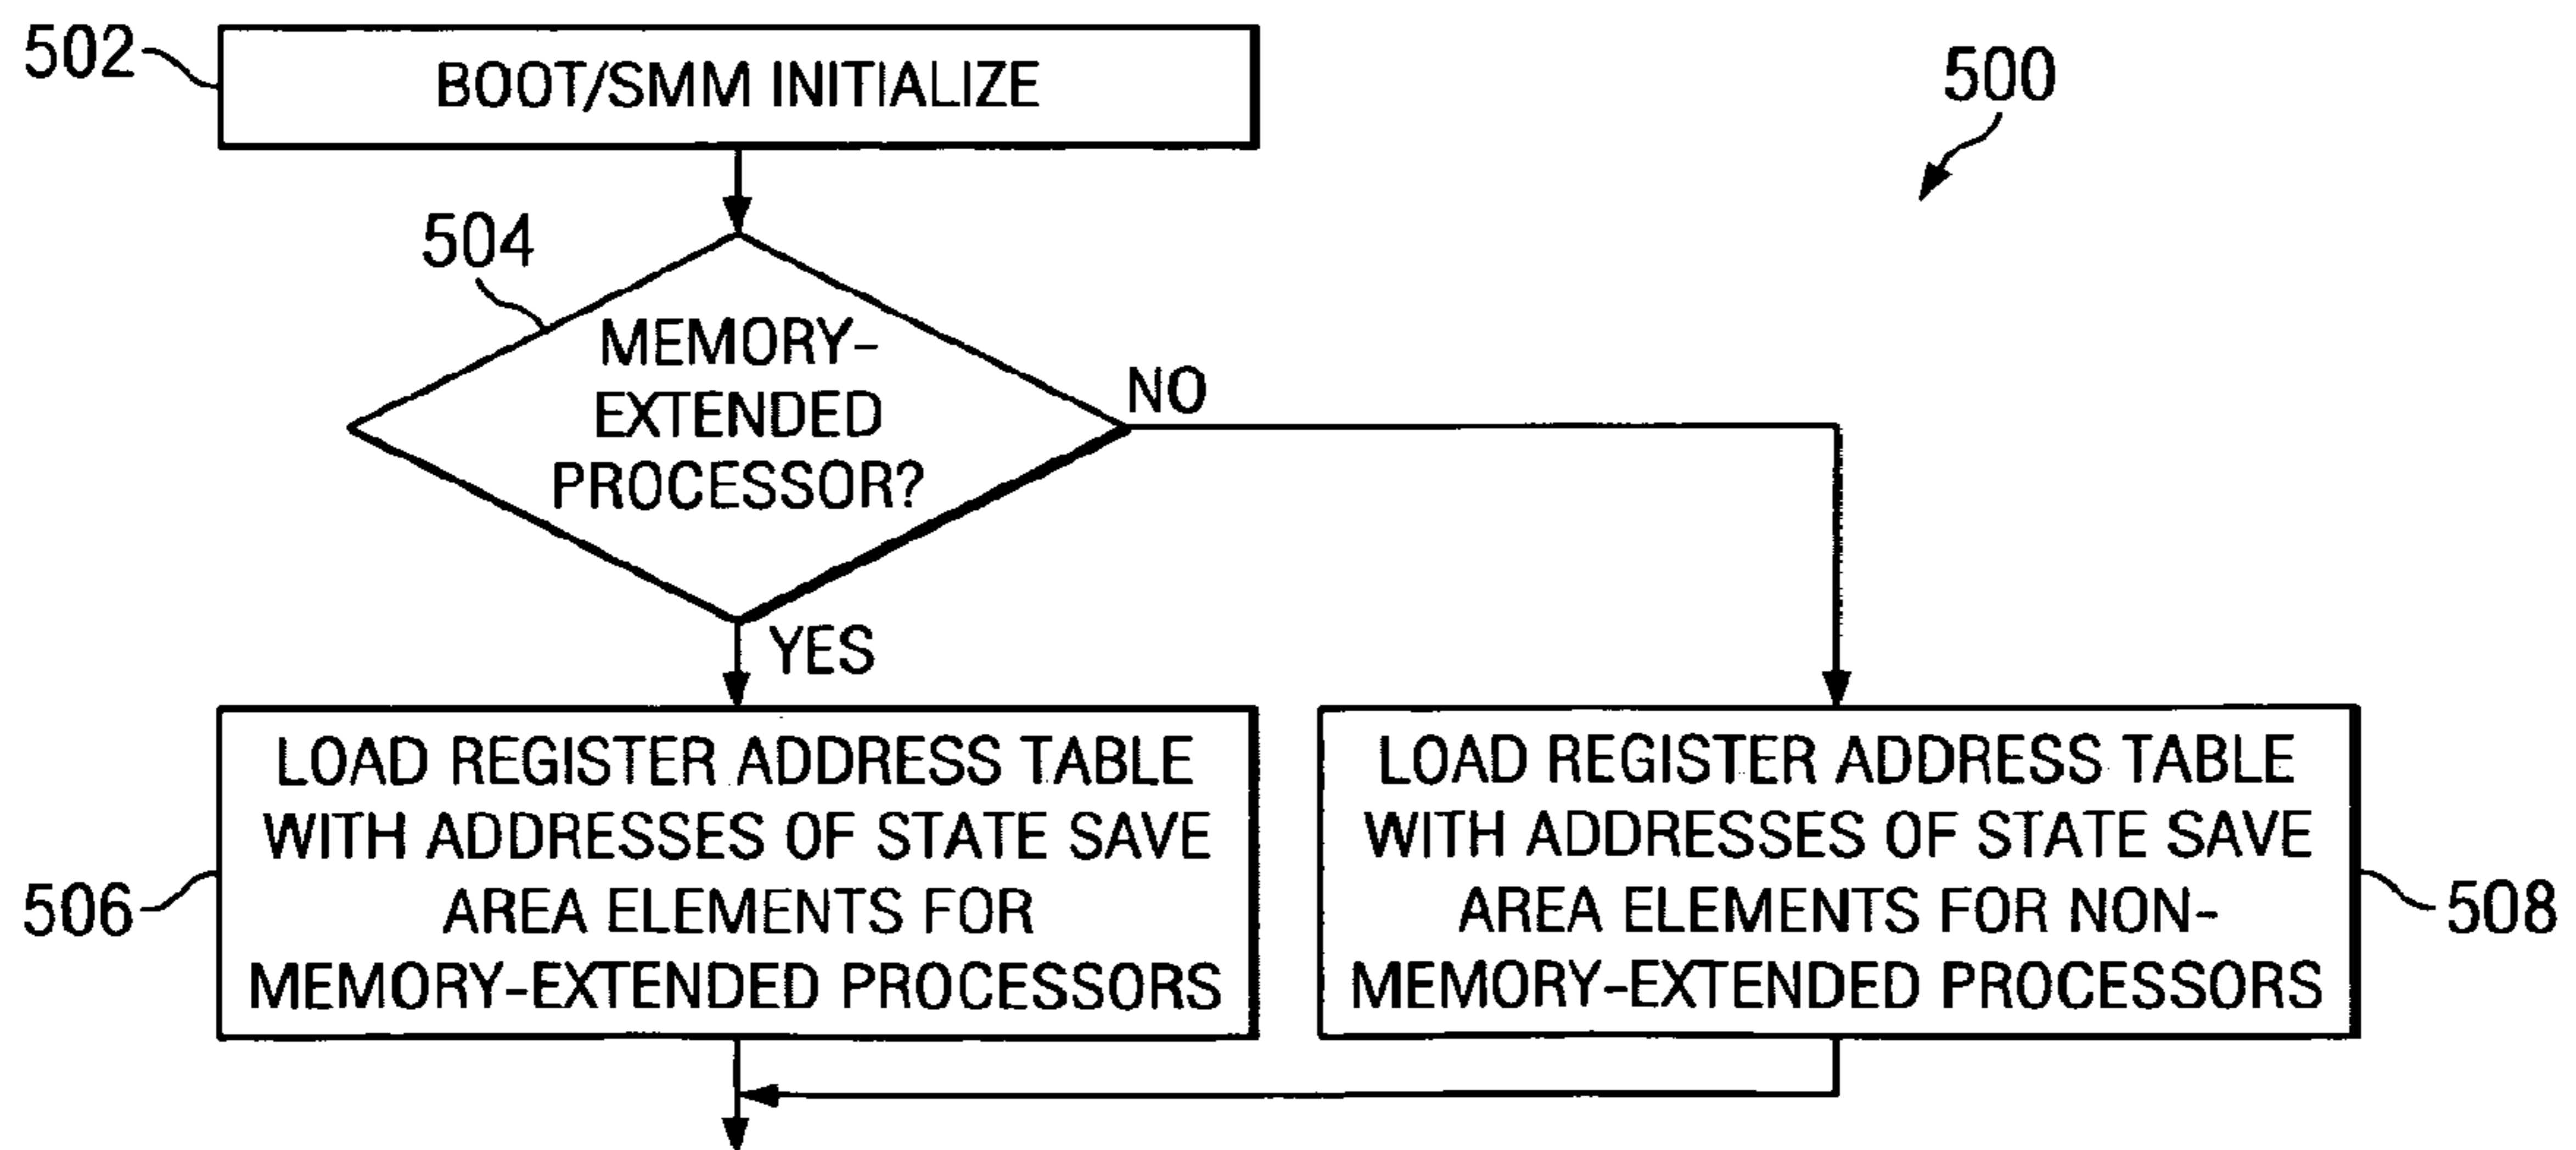 502
BOOT/SMM INITIALIZE
500
504
MEMORY-
EXTENDED
PROCESSOR?
NO
YES
506
LOAD REGISTER ADDRESS TABLE
WITH ADDRESSES OF STATE SAVE
AREA ELEMENTS FOR
MEMORY-EXTENDED PROCESSORS
LOAD REGISTER ADDRESS TABLE
WITH ADDRESSES OF STATE SAVE
AREA ELEMENTS FOR NON-
MEMORY-EXTENDED PROCESSORS
508